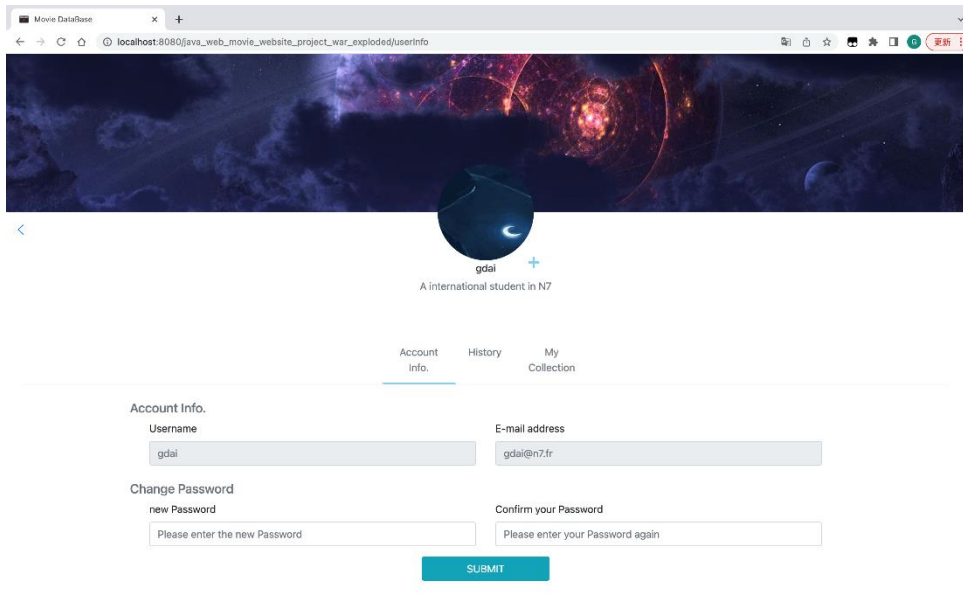 Movie DataBase
localhost:8080/java_web_movie_website_project_war_exploded/userInfo
G
更新
gdai
A international student in N7
Account
Info.
History
My
Collection
Account Info.
Username
E-mail address
gdai
gdai@n7.fr
Change Password
new Password
Confirm your Password
Please enter the new Password
Please enter your Password again
SUBMIT